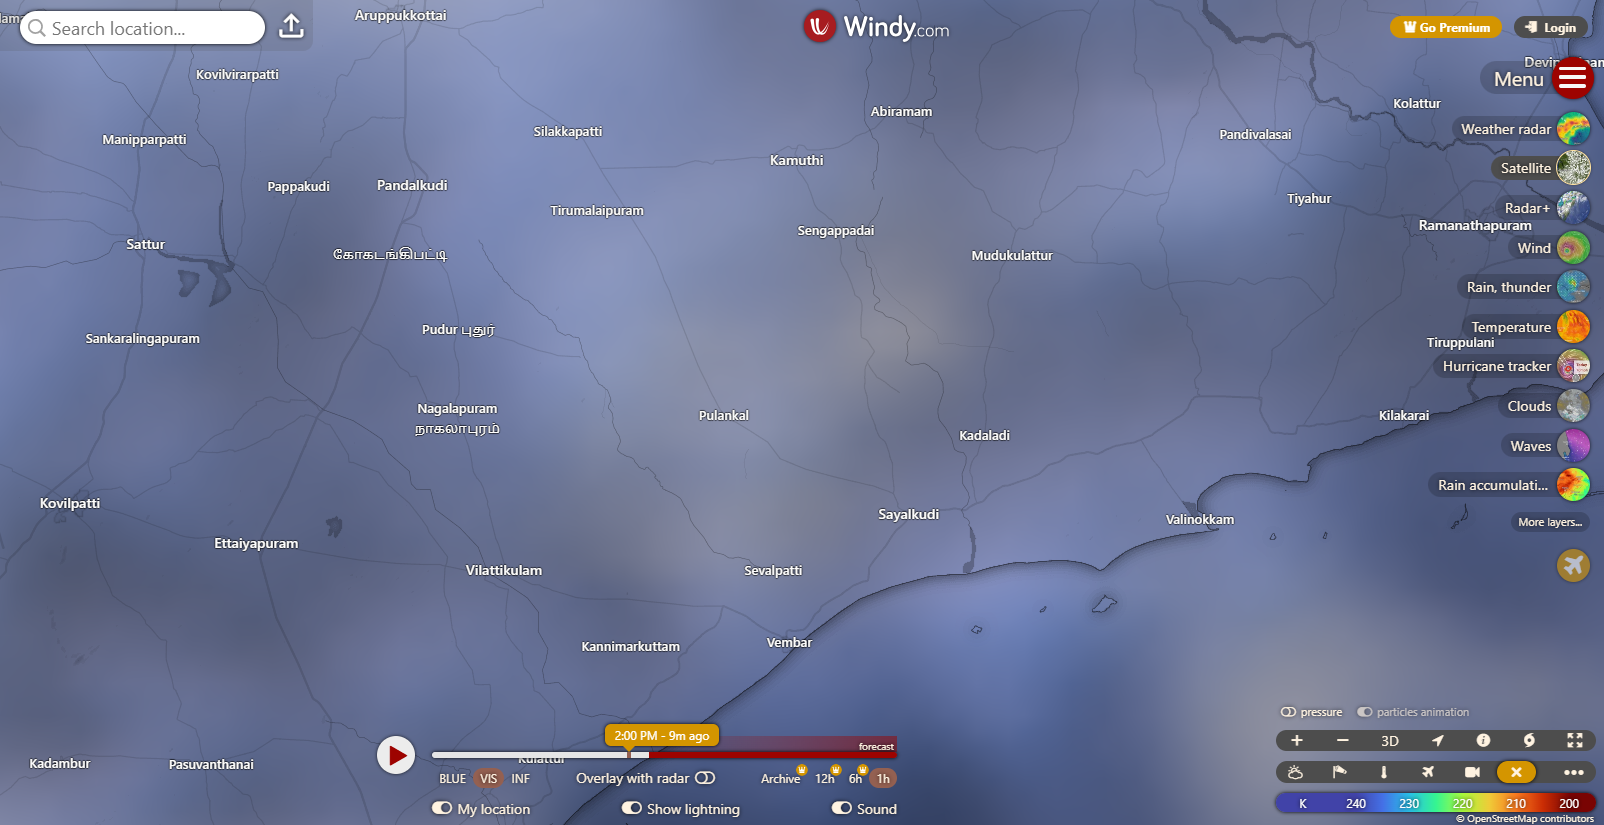 Search location...
Windy.com
Go Premium
Login
Menu
Weather radar
Satellite
Radar+
Wind
Rain, thunder
Temperature
Hurricane tracker
Clouds
Waves
Rain accumulati...
More layers...
Aruppukkottai
Kovilvirarpatti
Kolattur
Abiramam
Silakkapatti
Pandivalasai
Manipparpatti
Kamuthi
Pappakudi
Pandalkudi
Tiyahur
Tirumalaipuram
Ramanathapuram
Sengappadai
Sattur
கோகடங்கிபட்டி
Mudukulattur
Pudur புதுர்
Sankaralingapuram
Tiruppulani
Nagalapuram
நாகலாபுரம்
Pulankal
Kilakarai
Kadaladi
Kovilpatti
Sayalkudi
Valinokkam
Ettaiyapuram
Vilattikulam
Sevalpatti
Kannimarkuttam
Vembar
Kadambur
Pasuvanthanai
2:00 PM - 9m ago
forecast
BLUE VIS INF
Overlay with radar
Archive 12h 6h 1h
My location
Show lightning
Sound
pressure
particles animation
3D
K 240 230 220 210 200
© OpenStreetMap contributors